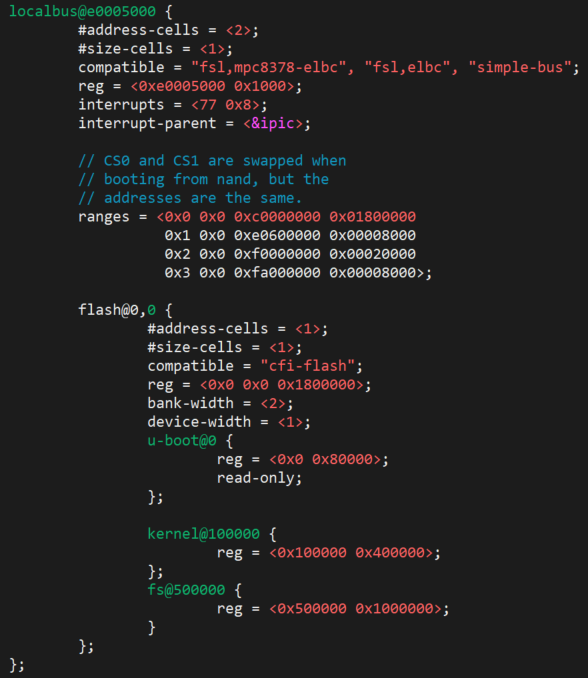 localbus@e0005000 {
        #address-cells = <2>;
        #size-cells = <1>;
        compatible = "fsl,mpc8378-elbc", "fsl,elbc", "simple-bus";
        reg = <0xe0005000 0x1000>;
        interrupts = <77 0x8>;
        interrupt-parent = <&ipic>;

        // CS0 and CS1 are swapped when
        // booting from nand, but the
        // addresses are the same.
        ranges = <0x0 0x0 0xc0000000 0x01800000
                  0x1 0x0 0xe0600000 0x00008000
                  0x2 0x0 0xf0000000 0x00020000
                  0x3 0x0 0xfa000000 0x00008000>;

        flash@0,0 {
                #address-cells = <1>;
                #size-cells = <1>;
                compatible = "cfi-flash";
                reg = <0x0 0x0 0x1800000>;
                bank-width = <2>;
                device-width = <1>;
                u-boot@0 {
                        reg = <0x0 0x80000>;
                        read-only;
                };

                kernel@100000 {
                        reg = <0x100000 0x400000>;
                };
                fs@500000 {
                        reg = <0x500000 0x1000000>;
                }
        };
};